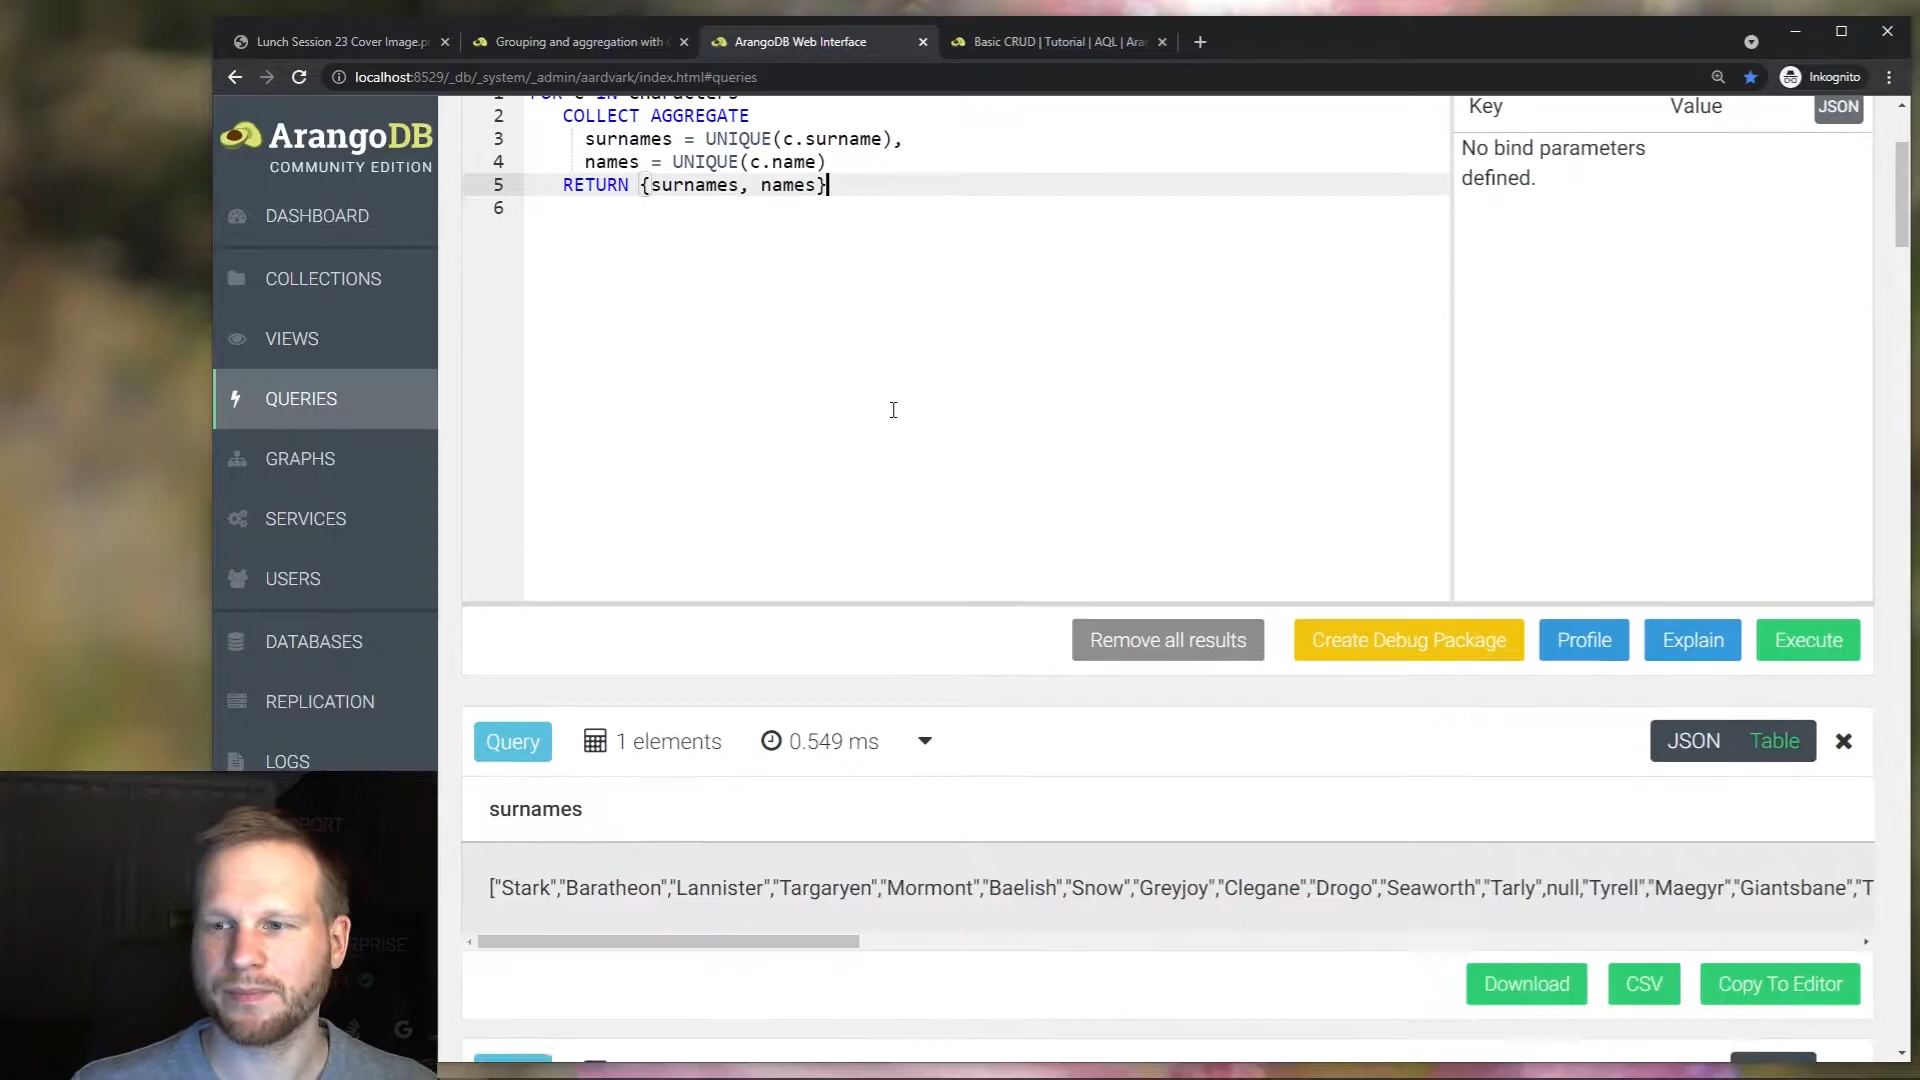 Lunch Session 23 Cover Image.p
Grouping and aggregation with
ArangoDB Web Interface
Basic CRUD | Tutorial | AQL | Ara
localhost:8529/_db/_system/_admin/aardvark/index.html#queries
Inkognito
ArangoDB
COMMUNITY EDITION
DASHBOARD
COLLECTIONS
VIEWS
QUERIES
GRAPHS
SERVICES
USERS
DATABASES
REPLICATION
LOGS
1 FOR c IN characters
2 COLLECT AGGREGATE
3 surnames = UNIQUE(c.surname),
4 names = UNIQUE(c.name)
5 RETURN {surnames, names}
6
Key Value JSON
No bind parameters
defined.
Remove all results Create Debug Package Profile Explain Execute
Query 1 elements 0.549 ms JSON Table
surnames
["Stark","Baratheon","Lannister","Targaryen","Mormont","Baelish","Snow","Greyjoy","Clegane","Drogo","Seaworth","Tarly",null,"Tyrell","Maegyr","Giantsbane","T
Download CSV Copy To Editor